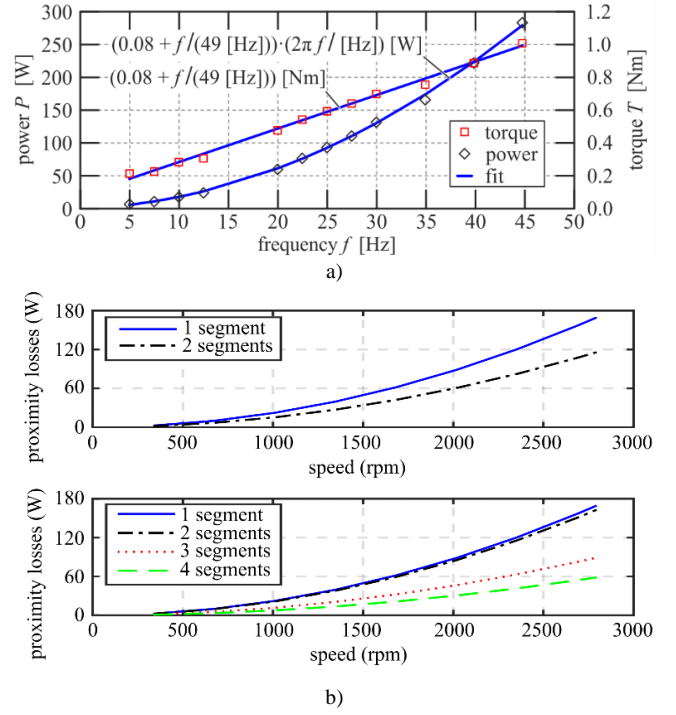 (0.08 + f/(49 [Hz]))·(2π f/ [Hz]) [W]
(0.08 + f/(49 [Hz])) [Nm]
power P [W]
300
250
200
150
100
50
0
torque T [Nm]
1.2
1.0
0.8
0.6
0.4
0.2
0.0
torque
power
fit
0 5 10 15 20 25 30 35 40 45 50
frequency f [Hz]
a)
proximity losses (W)
180
120
60
0
1 segment
2 segments
0 500 1000 1500 2000 2500 3000
speed (rpm)
proximity losses (W)
180
120
60
0
1 segment
2 segments
3 segments
4 segments
0 500 1000 1500 2000 2500 3000
speed (rpm)
b)